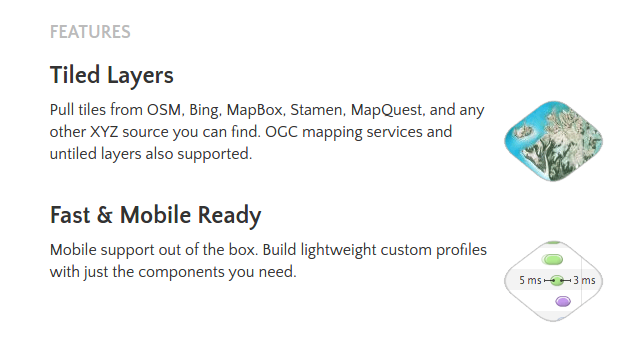 FEATURES
Tiled Layers
Pull tiles from OSM, Bing, MapBox, Stamen, MapQuest, and any
other XYZ source you can find. OGC mapping services and
untiled layers also supported.
Fast & Mobile Ready
Mobile support out of the box. Build lightweight custom profiles
with just the components you need.
5 ms 3 ms